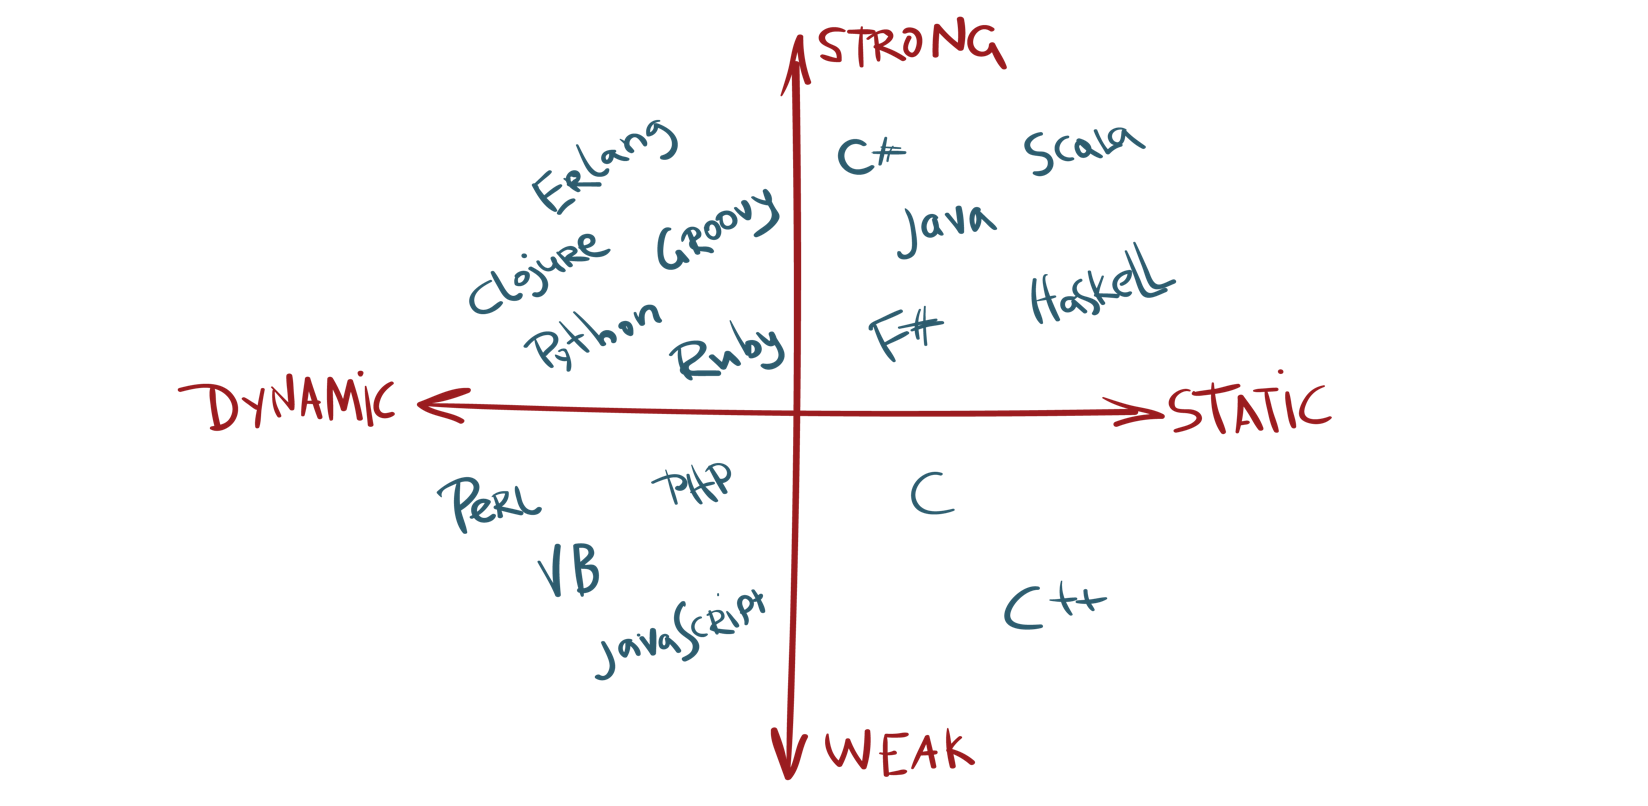 STRONG
ERLang
C#
Scala
GROOVY
Java
ClojuRe
Haskell
Python
Ruby
F#
DYNAMiC
STATiC
PeRL
PHP
C
VB
C++
JavaScRipt
WEAK